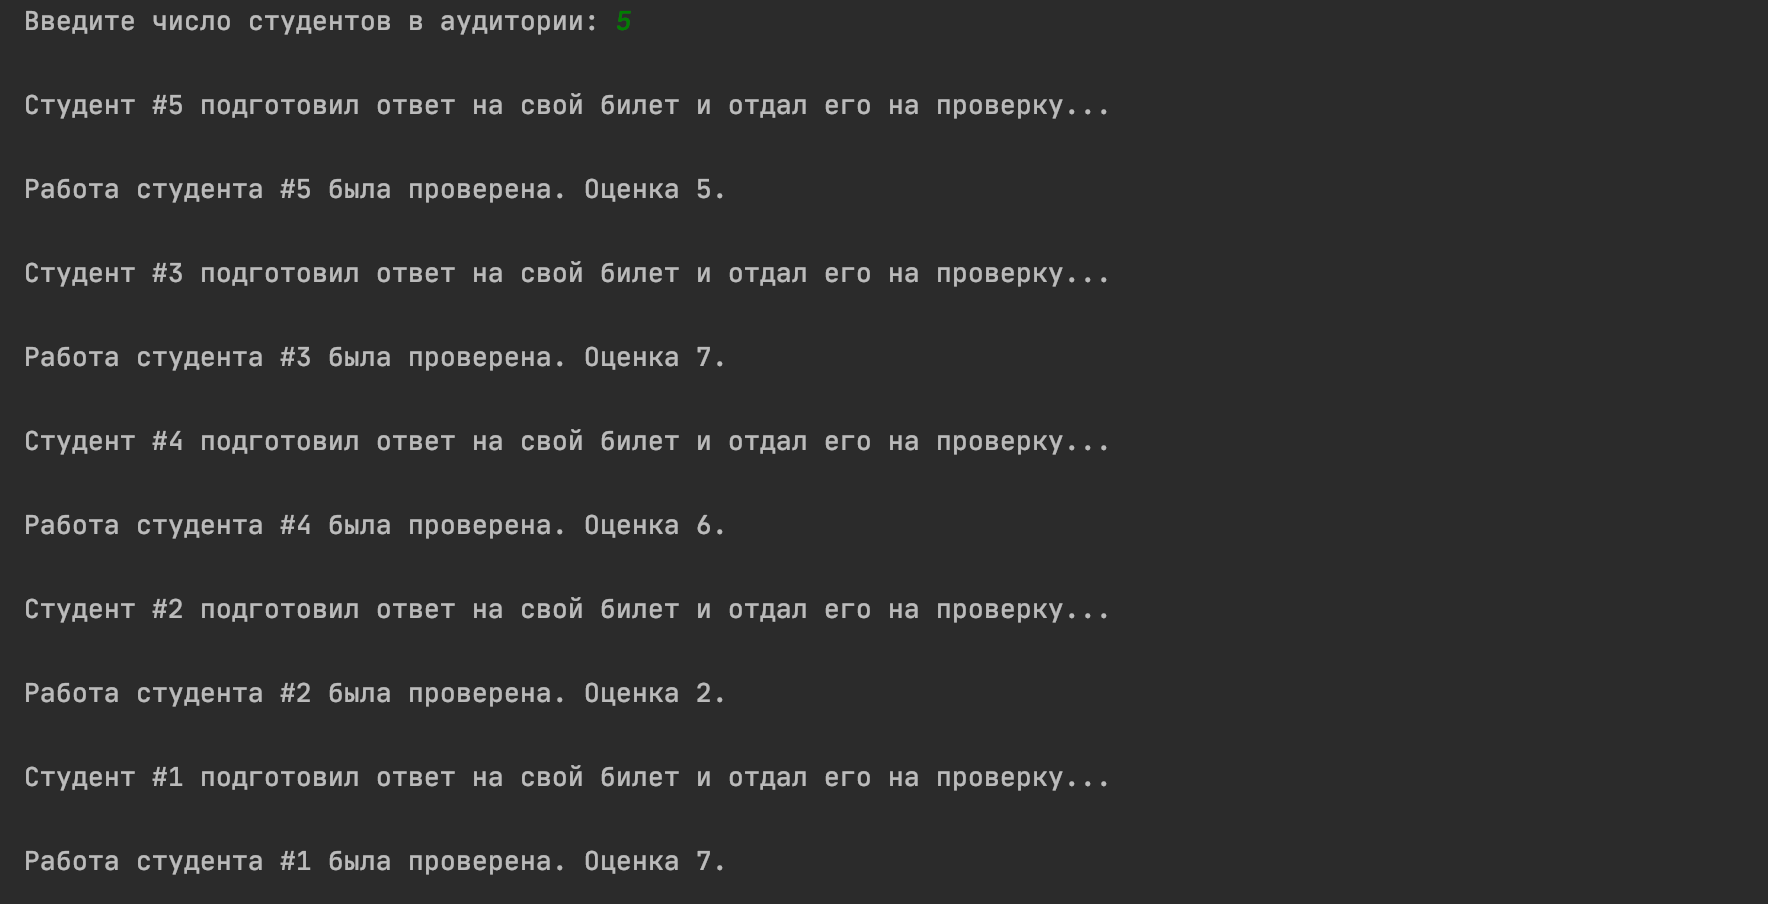 Введите число студентов в аудитории: 5
Студент #5 подготовил ответ на свой билет и отдал его на проверку...
Работа студента #5 была проверена. Оценка 5.
Студент #3 подготовил ответ на свой билет и отдал его на проверку...
Работа студента #3 была проверена. Оценка 7.
Студент #4 подготовил ответ на свой билет и отдал его на проверку...
Работа студента #4 была проверена. Оценка 6.
Студент #2 подготовил ответ на свой билет и отдал его на проверку...
Работа студента #2 была проверена. Оценка 2.
Студент #1 подготовил ответ на свой билет и отдал его на проверку...
Работа студента #1 была проверена. Оценка 7.